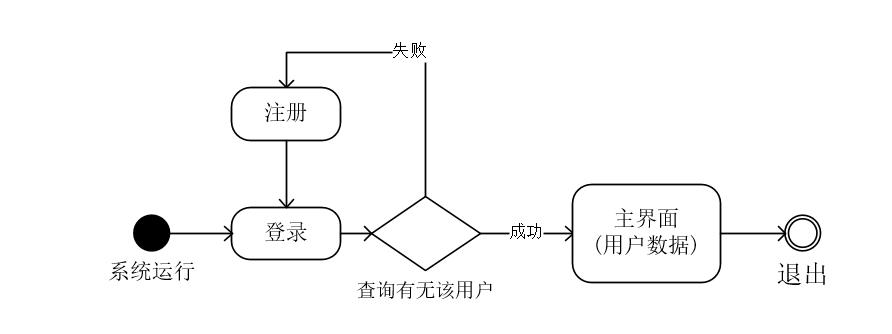 失败
注册
登录
成功
主界面
(用户数据)
系统运行
查询有无该用户
退出